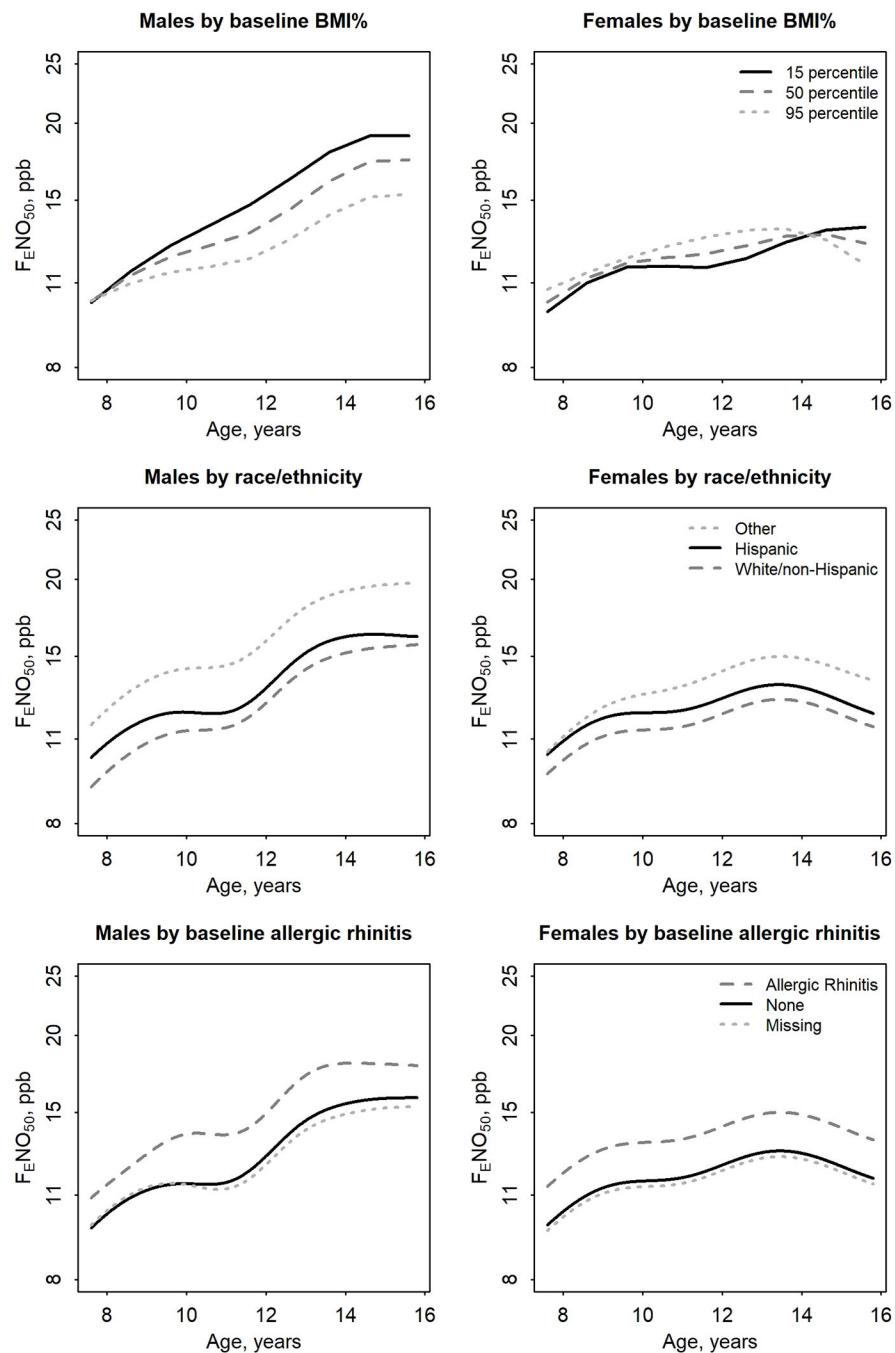 Males by baseline BMI%
Females by baseline BMI%
25
20
15
11
8
FENO50, ppb
8 10 12 14 16
Age, years
25
20
15
11
8
FENO50, ppb
15 percentile
50 percentile
95 percentile
8 10 12 14 16
Age, years
Males by race/ethnicity
Females by race/ethnicity
25
20
15
11
8
FENO50, ppb
8 10 12 14 16
Age, years
25
20
15
11
8
FENO50, ppb
Other
Hispanic
White/non-Hispanic
8 10 12 14 16
Age, years
Males by baseline allergic rhinitis
Females by baseline allergic rhinitis
25
20
15
11
8
FENO50, ppb
8 10 12 14 16
Age, years
25
20
15
11
8
FENO50, ppb
Allergic Rhinitis
None
Missing
8 10 12 14 16
Age, years